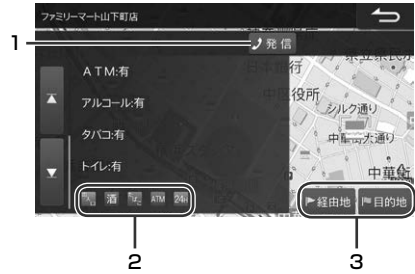 ファミリーマート山下町店
1
発信
ATM:有
アルコール:有
タバコ:有
トイレ:有
酒
ATM
24h
役所
シルク通り
中華街大通り
中華街
経由地
目的地
2
3